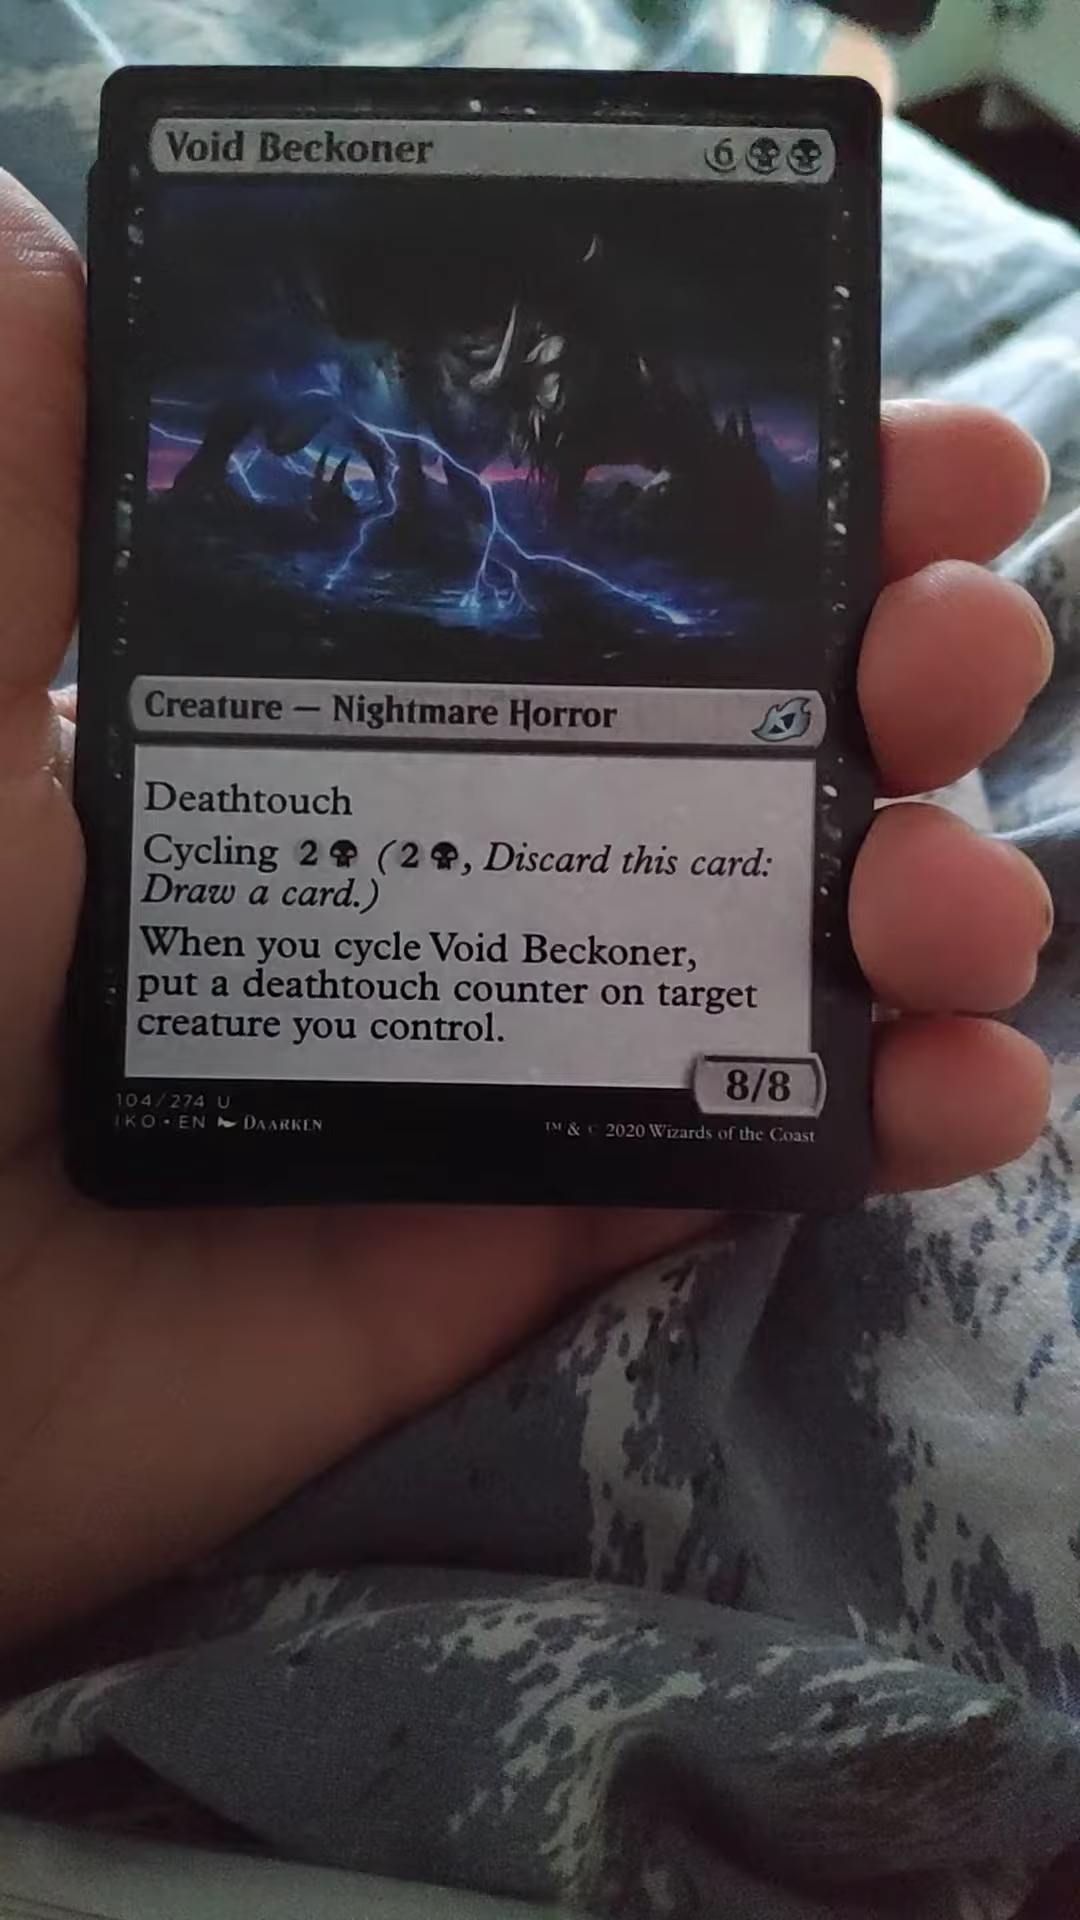 Void Beckoner 6
Creature — Nightmare Horror
Deathtouch
Cycling 2 (2, Discard this card:
Draw a card.)
When you cycle Void Beckoner,
put a deathtouch counter on target
creature you control.
8/8
104/274 U
IKO • EN DAARKEN
™ & © 2020 Wizards of the Coast